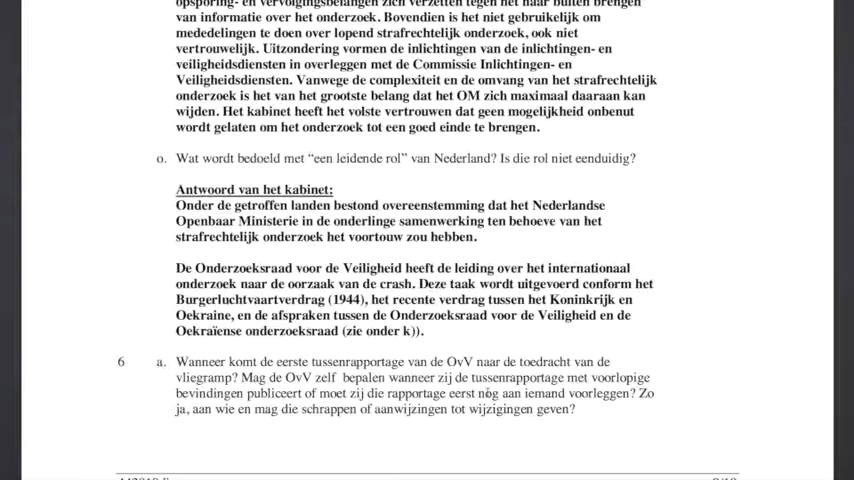 opsporing- en vervolgingsbelangen zich verzetten tegen het naar buiten brengen
van informatie over het onderzoek. Bovendien is het niet gebruikelijk om
mededelingen te doen over lopend strafrechtelijk onderzoek, ook niet
vertrouwelijk. Uitzondering vormen de inlichtingen van de inlichtingen- en
veiligheidsdiensten in overleggen met de Commissie Inlichtingen- en
Veiligheidsdiensten. Vanwege de complexiteit en de omvang van het strafrechtelijk
onderzoek is het van het grootste belang dat het OM zich maximaal daaraan kan
wijden. Het kabinet heeft het volste vertrouwen dat geen mogelijkheid onbenut
wordt gelaten om het onderzoek tot een goed einde te brengen.
o. Wat wordt bedoeld met “een leidende rol” van Nederland? Is die rol niet eenduidig?
Antwoord van het kabinet:
Onder de getroffen landen bestond overeenstemming dat het Nederlandse
Openbaar Ministerie in de onderlinge samenwerking ten behoeve van het
strafrechtelijk onderzoek het voortouw zou hebben.
De Onderzoeksraad voor de Veiligheid heeft de leiding over het internationaal
onderzoek naar de oorzaak van de crash. Deze taak wordt uitgevoerd conform het
Burgerluchtvaartverdrag (1944), het recente verdrag tussen het Koninkrijk en
Oekraine, en de afspraken tussen de Onderzoeksraad voor de Veiligheid en de
Oekraïense onderzoeksraad (zie onder k)).
6 a. Wanneer komt de eerste tussenrapportage van de OvV naar de toedracht van de
vliegramp? Mag de OvV zelf bepalen wanneer zij de tussenrapportage met voorlopige
bevindingen publiceert of moet zij die rapportage eerst nog aan iemand voorleggen? Zo
ja, aan wie en mag die schrappen of aanwijzingen tot wijzigingen geven?